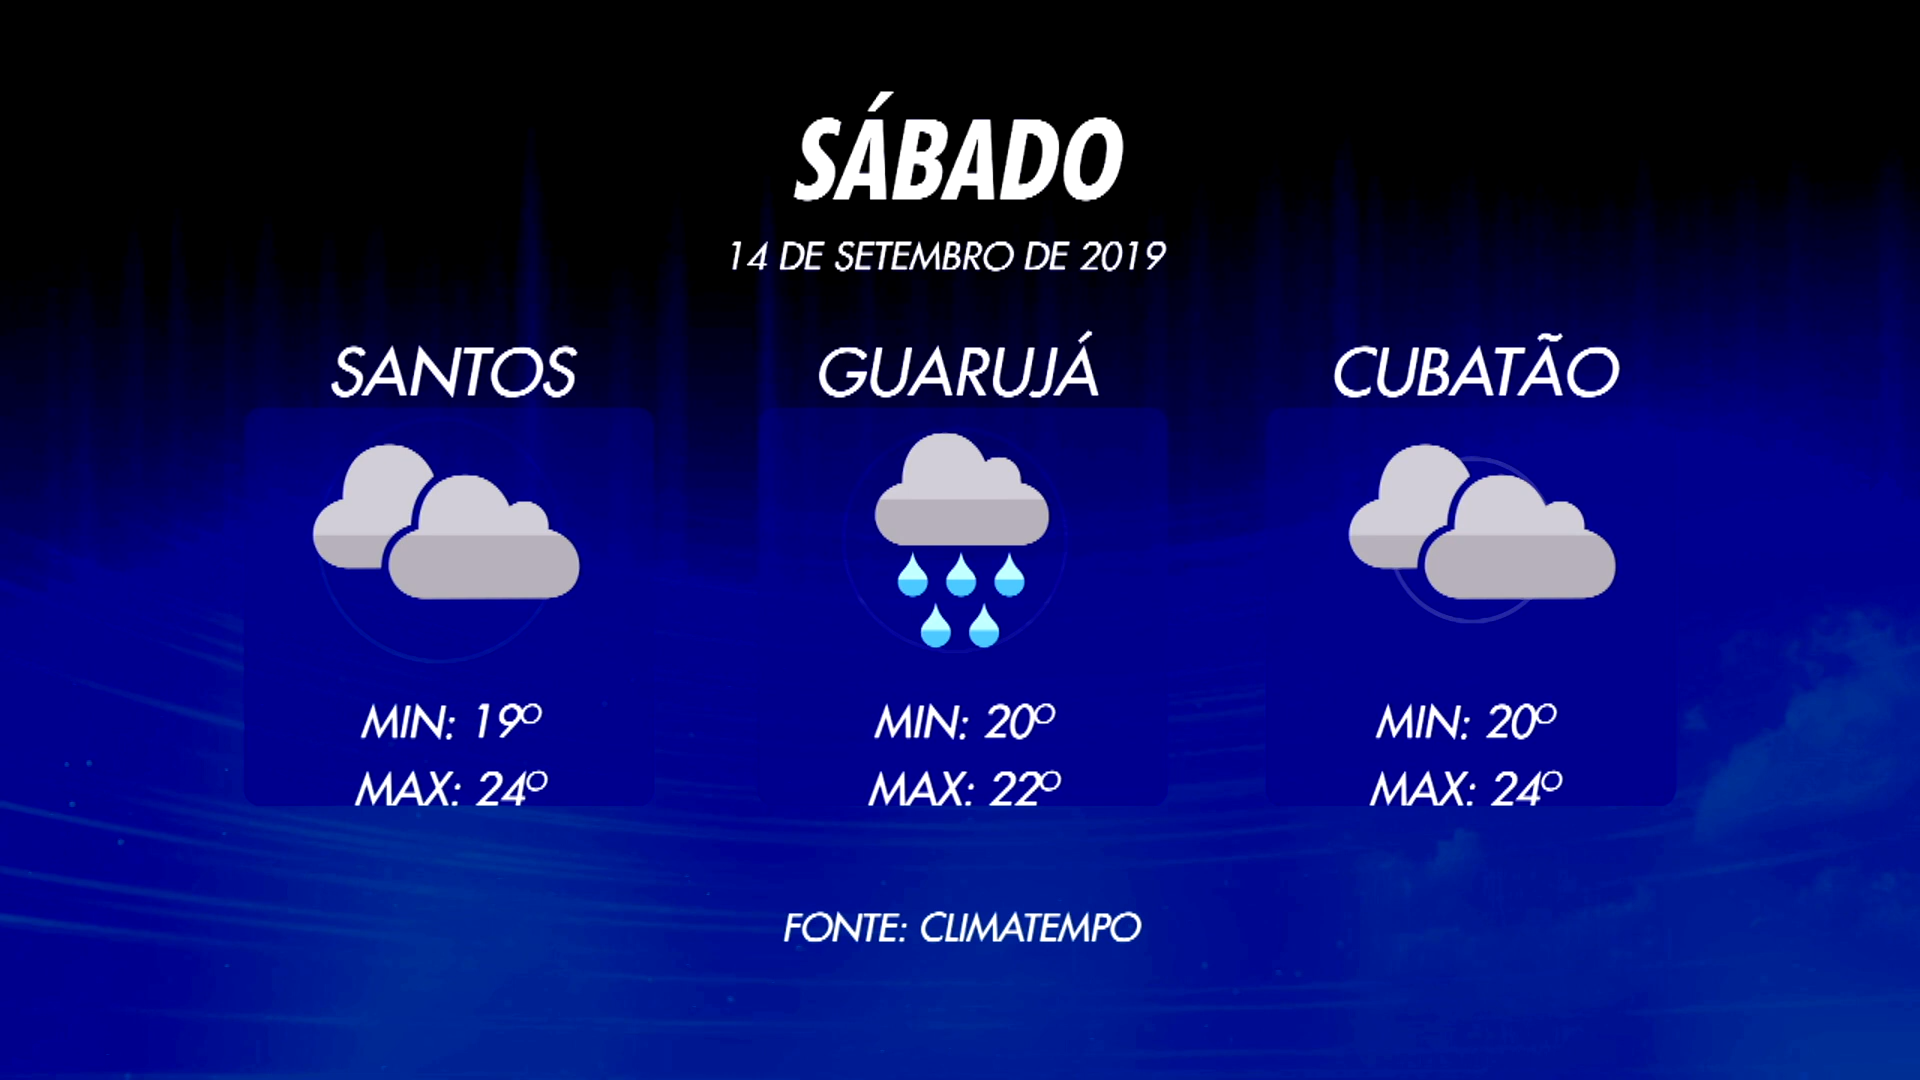 SÁBADO
14 DE SETEMBRO DE 2019
SANTOS
MIN: 19º
MAX: 24º
GUARUJÁ
MIN: 20º
MAX: 22º
CUBATÃO
MIN: 20º
MAX: 24º
FONTE: CLIMATEMPO